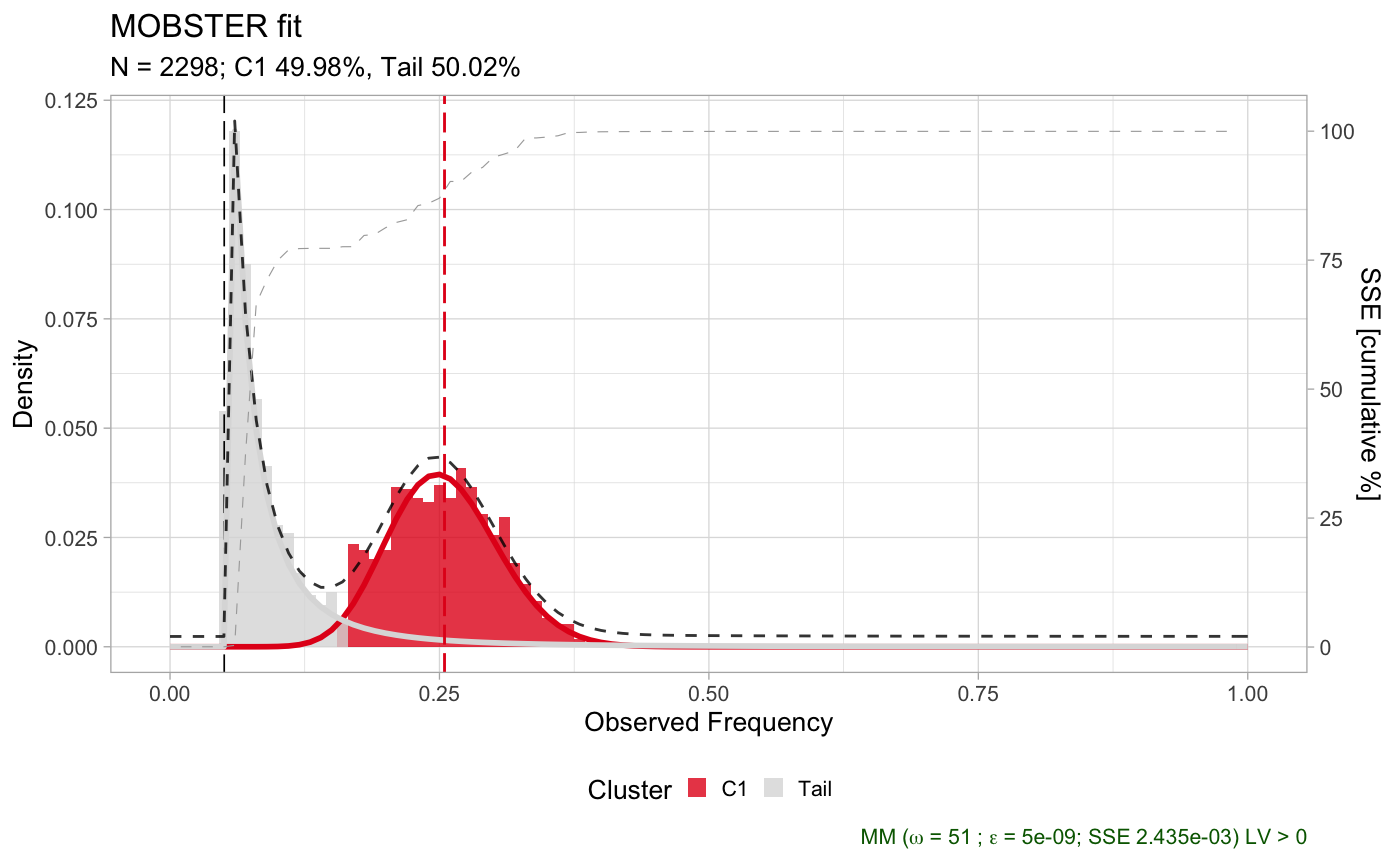 MOBSTER fit
N = 2298; C1 49.98%, Tail 50.02%
0.125
0.100
0.075
0.050
0.025
0.000
Density
100
75
50
25
0
SSE [cumulative %]
0.00 0.25 0.50 0.75 1.00
Observed Frequency
Cluster C1 Tail
MM (ω = 51 ; ε = 5e-09; SSE 2.435e-03) LV > 0